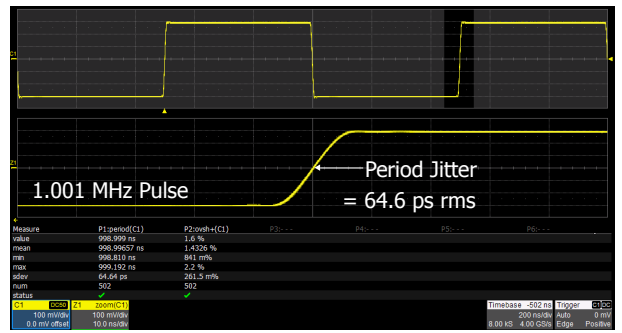 C1
Z1
Period Jitter
1.001 MHz Pulse
= 64.6 ps rms
Measure P1:period(C1) P2:ovsh+(C1) P3:- - - P4:- - - P5:- - - P6:- - -
value 998.999 ns 1.6 %
mean 998.99657 ns 1.4326 %
min 998.810 ns 841 m%
max 999.192 ns 2.2 %
sdev 64.64 ps 261.5 m%
num 502 502
status ✓ ✓
C1 DC50 Z1 zoom(C1) Timebase -502 ns Trigger C1 DC
100 mV/div 100 mV/div 200 ns/div Auto 0 mV
0.0 mV offset 10.0 ns/div 8.00 kS 4.00 GS/s Edge Positive